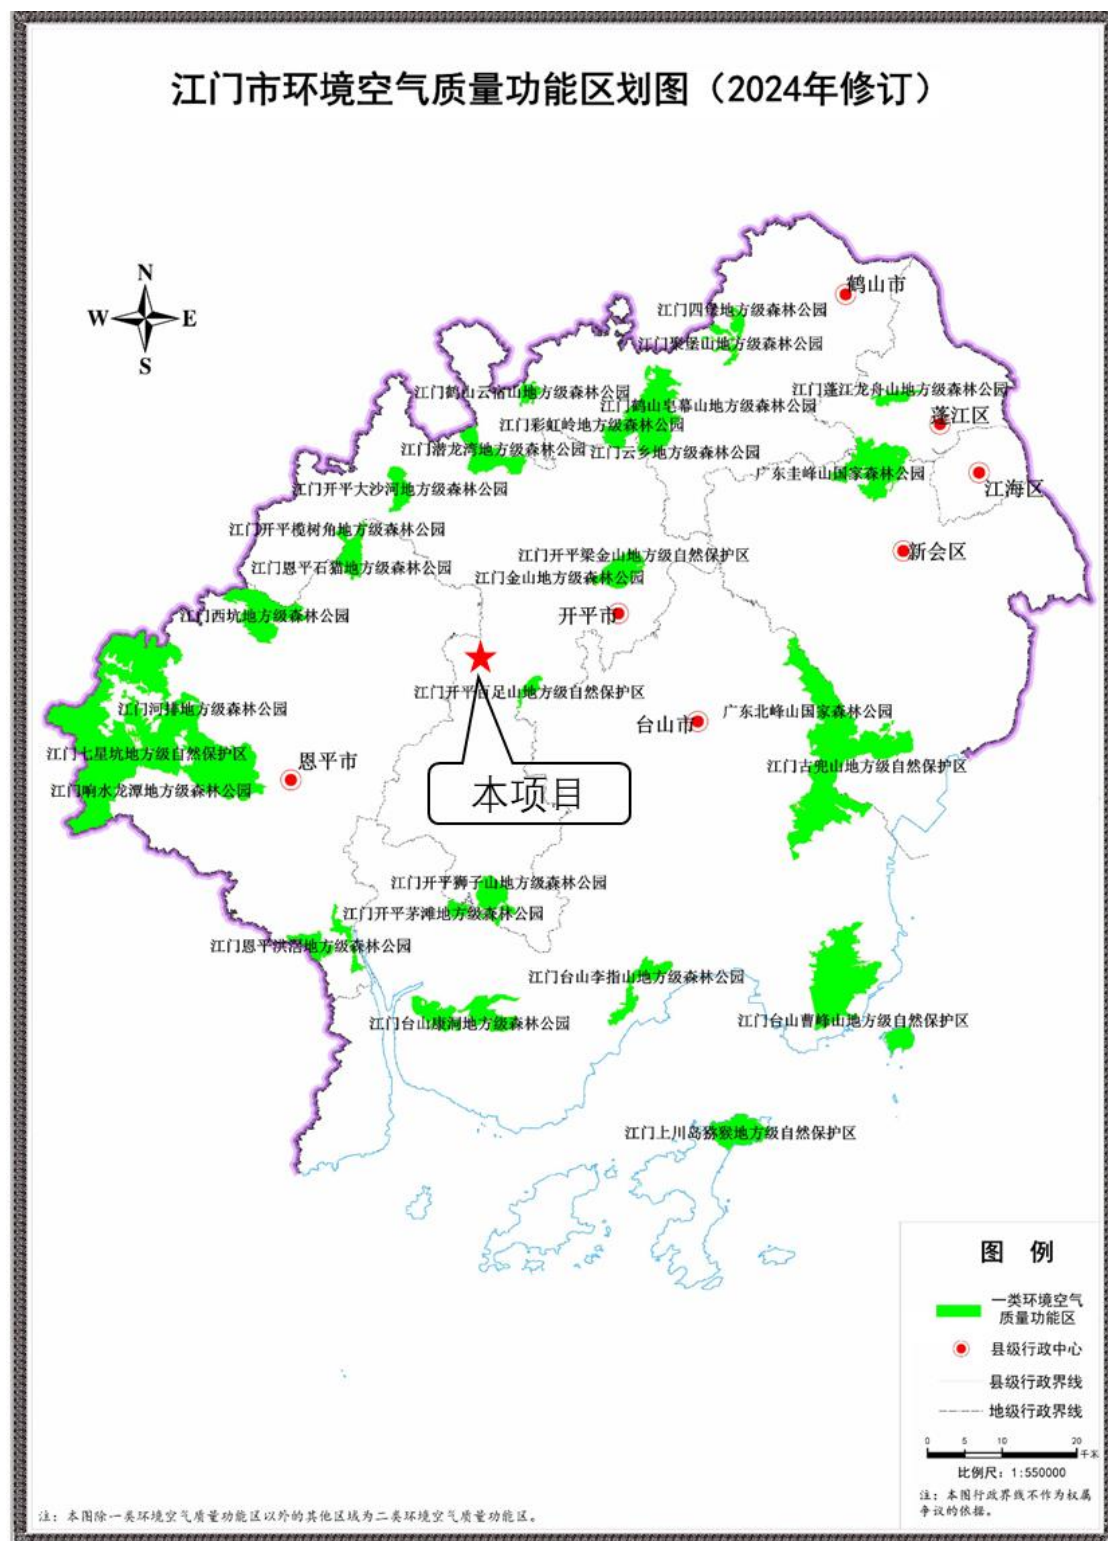 江门市环境空气质量功能区划图（2024年修订）
N
W
E
S
鹤山市
江门四堡地方级森林公园
江门聚堡山地方级森林公园
江门鹤山云宿山地方级森林公园
江门蓬江龙舟山地方级森林公园
江门鹤山皂幕山地方级森林公园
蓬江区
江门彩虹岭地方级森林公园
江门潜龙湾地方级森林公园
江门云乡地方级森林公园
广东圭峰山国家森林公园
江门开平大沙河地方级森林公园
江海区
江门开平榄树角地方级森林公园
新会区
江门开平梁金山地方级自然保护区
江门恩平石猫地方级森林公园
江门金山地方级森林公园
江门西坑地方级森林公园
开平市
江门开平百足山地方级自然保护区
江门河排地方级森林公园
广东北峰山国家森林公园
台山市
江门七星坑地方级自然保护区
恩平市
江门古兜山地方级自然保护区
江门响水龙潭地方级森林公园
本项目
江门开平狮子山地方级森林公园
江门开平茅滩地方级森林公园
江门恩平洪滘地方级森林公园
江门台山李指山地方级森林公园
江门台山康洞地方级森林公园
江门台山曹峰山地方级自然保护区
江门上川岛猕猴地方级自然保护区
图 例
一类环境空气
质量功能区
县级行政中心
县级行政界线
地级行政界线
0 5 10 20
千米
比例尺：1:550000
注：本图行政界线不作为权属
争议的依据。
注：本图除一类环境空气质量功能区以外的其他区域为二类环境空气质量功能区。